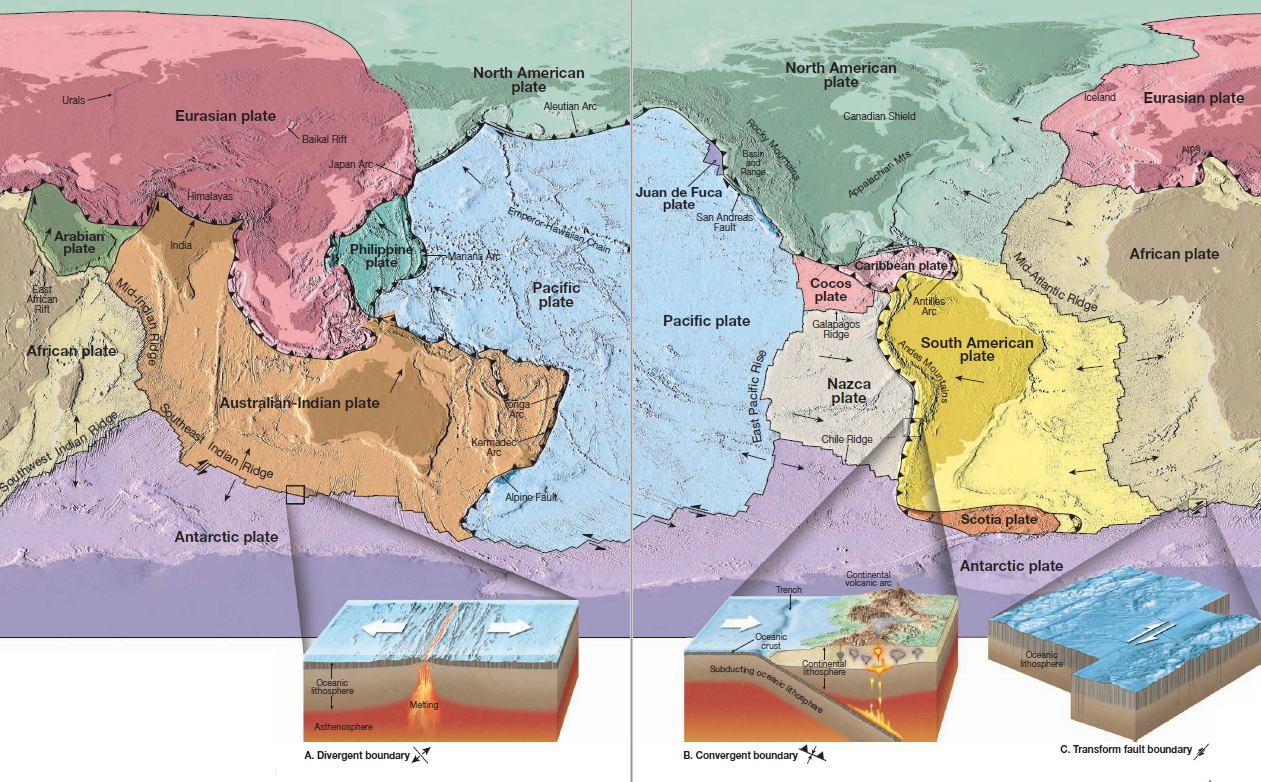 North American
plate
Aleutian Arc
Urals
Eurasian plate
Baikal Rift
Japan Arc
Himalayas
Arabian
plate
India
Philippine
plate
Mariana Arc
Emperor-Hawaiian Chain
Pacific
plate
East
African
Rift
Mid-Indian Ridge
African plate
Australian-Indian plate
Tonga
Arc
Kermadec
Arc
Southwest Indian Ridge
Southeast Indian Ridge
Alpine Fault
Antarctic plate
North American
plate
Canadian Shield
Iceland
Eurasian plate
Rocky Mountains
Basin
and
Range
Appalachian Mts.
Alps
Juan de Fuca
plate
San Andreas
Fault
African plate
Caribbean plate
Cocos
plate
Mid-Atlantic Ridge
Antilles
Arc
Pacific plate
Galapagos
Ridge
South American
plate
Andes Mountains
Nazca
plate
East Pacific Rise
Chile Ridge
Scotia plate
Antarctic plate
Oceanic
lithosphere
Melting
Asthenosphere
A. Divergent boundary
Trench
Continental
volcanic arc
Oceanic
crust
Continental
lithosphere
Subducting oceanic lithosphere
B. Convergent boundary
Oceanic
lithosphere
C. Transform fault boundary